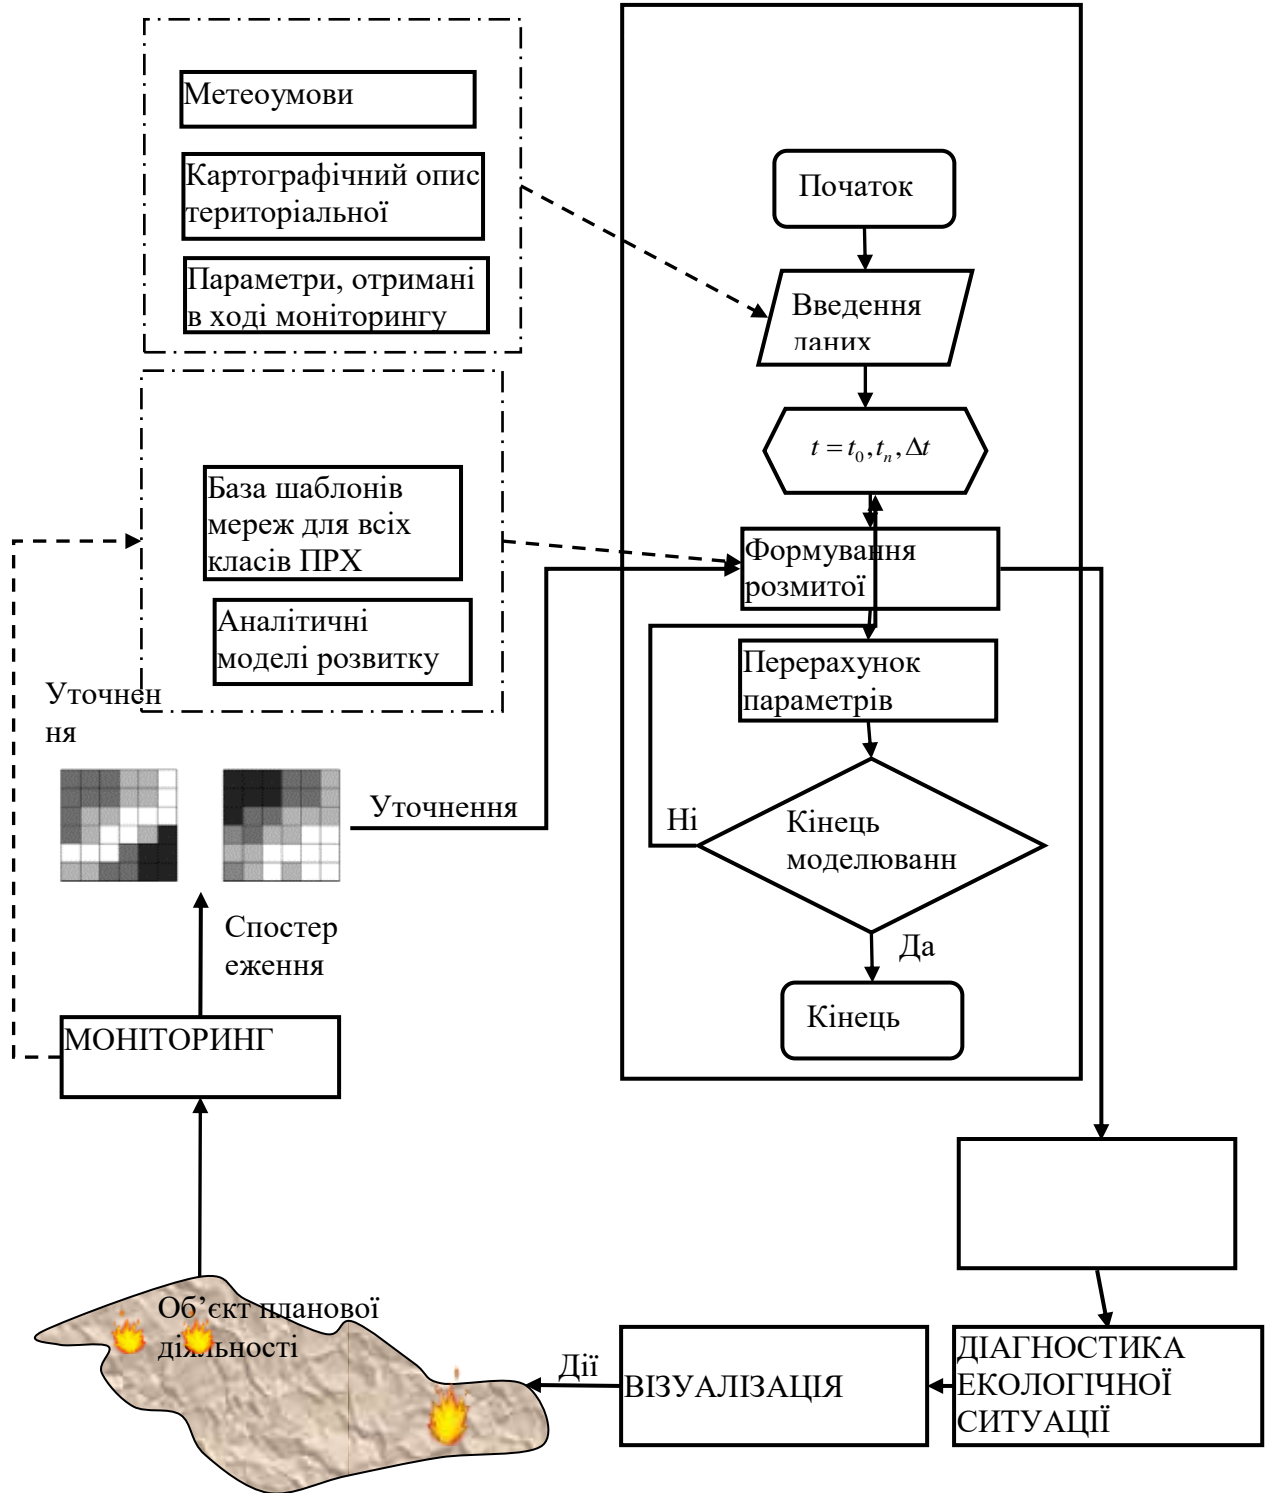 Метеоумови
Картографічний опис
територіальної
Параметри, отримані
в ході моніторингу
База шаблонів
мереж для всіх
класів ПРХ
Аналітичні
моделі розвитку
Уточнен
ня
Уточнення
Спостер
еження
МОНІТОРИНГ
Об’єкт планової
діяльності
Початок
Введення
даних
t = t₀, tₙ, Δt
Формування
розмитої
Перерахунок
параметрів
Ні
Кінець
моделюванн
Да
Кінець
ДІАГНОСТИКА
ЕКОЛОГІЧНОЇ
СИТУАЦІЇ
ВІЗУАЛІЗАЦІЯ
Дії